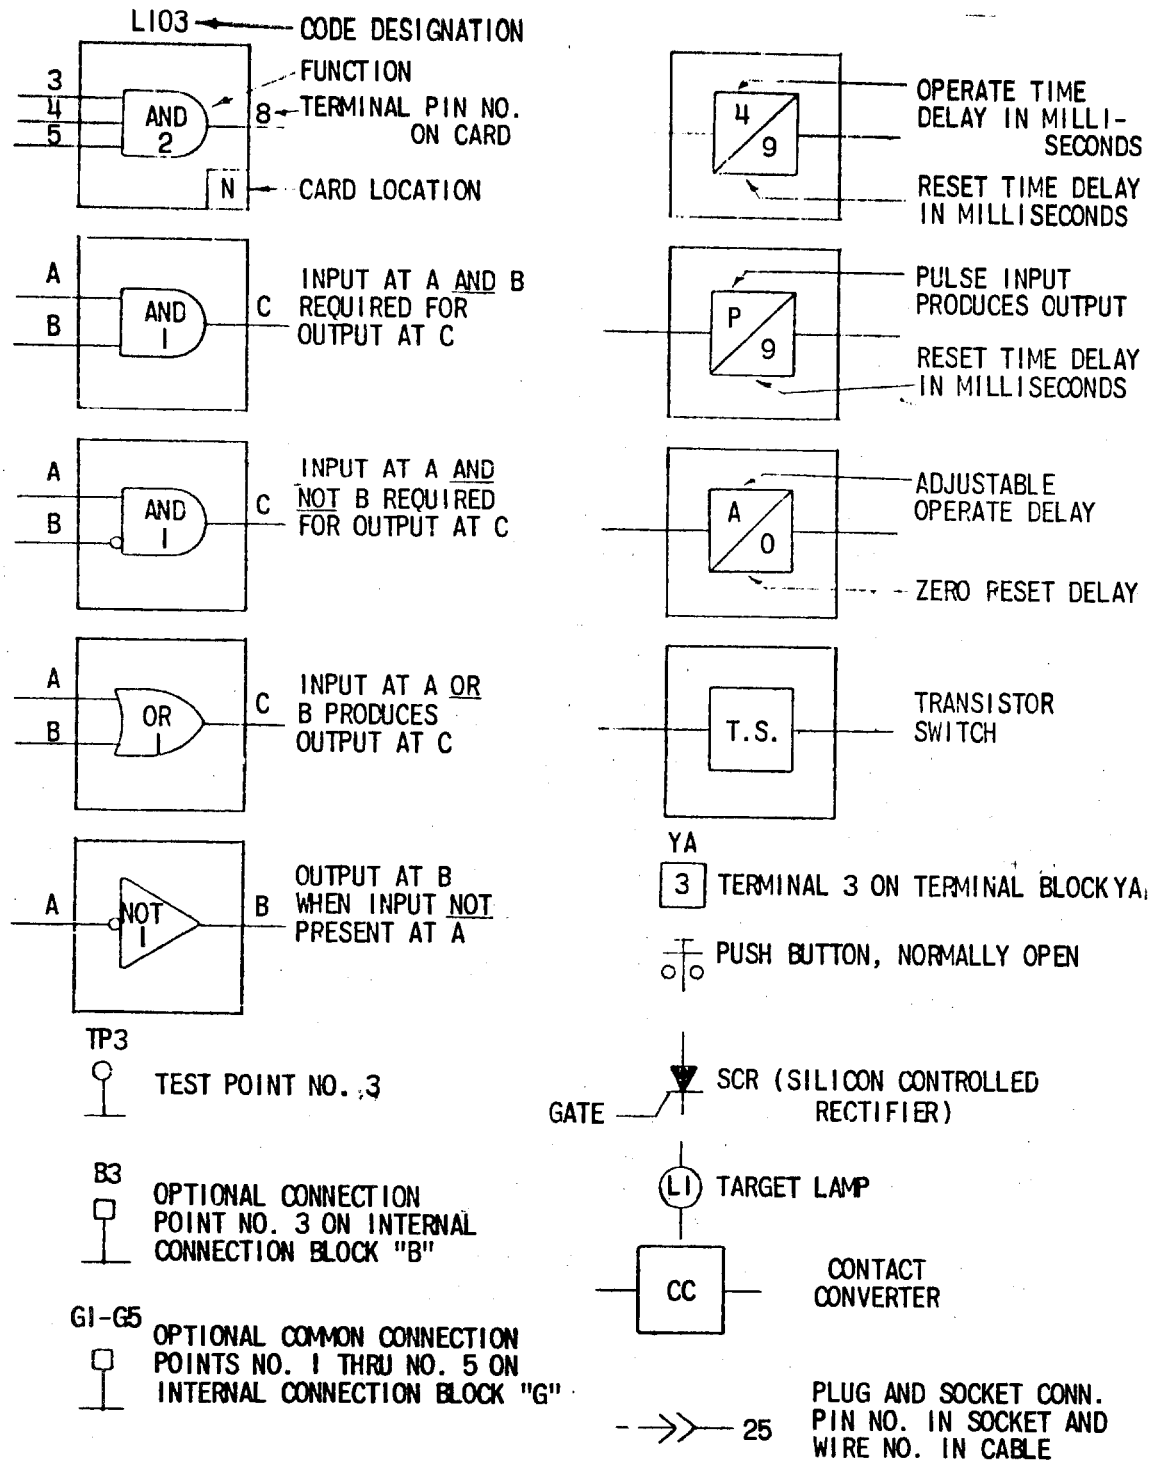 L103
CODE DESIGNATION
FUNCTION
3
4
5
AND
2
8
TERMINAL PIN NO.
ON CARD
N
CARD LOCATION
A
B
AND
1
C
INPUT AT A AND B
REQUIRED FOR
OUTPUT AT C
A
B
AND
1
C
INPUT AT A AND
NOT B REQUIRED
FOR OUTPUT AT C
A
B
OR
1
C
INPUT AT A OR
B PRODUCES
OUTPUT AT C
A
NOT
1
B
OUTPUT AT B
WHEN INPUT NOT
PRESENT AT A
TP3
TEST POINT NO. 3
B3
OPTIONAL CONNECTION
POINT NO. 3 ON INTERNAL
CONNECTION BLOCK "B"
G1-G5
OPTIONAL COMMON CONNECTION
POINTS NO. 1 THRU NO. 5 ON
INTERNAL CONNECTION BLOCK "G"
4
9
OPERATE TIME
DELAY IN MILLI-
SECONDS
RESET TIME DELAY
IN MILLISECONDS
P
9
PULSE INPUT
PRODUCES OUTPUT
RESET TIME DELAY
IN MILLISECONDS
A
0
ADJUSTABLE
OPERATE DELAY
ZERO RESET DELAY
T.S.
TRANSISTOR
SWITCH
YA
3
TERMINAL 3 ON TERMINAL BLOCK YA
PUSH BUTTON, NORMALLY OPEN
GATE
SCR (SILICON CONTROLLED
RECTIFIER)
L1
TARGET LAMP
CC
CONTACT
CONVERTER
25
PLUG AND SOCKET CONN.
PIN NO. IN SOCKET AND
WIRE NO. IN CABLE